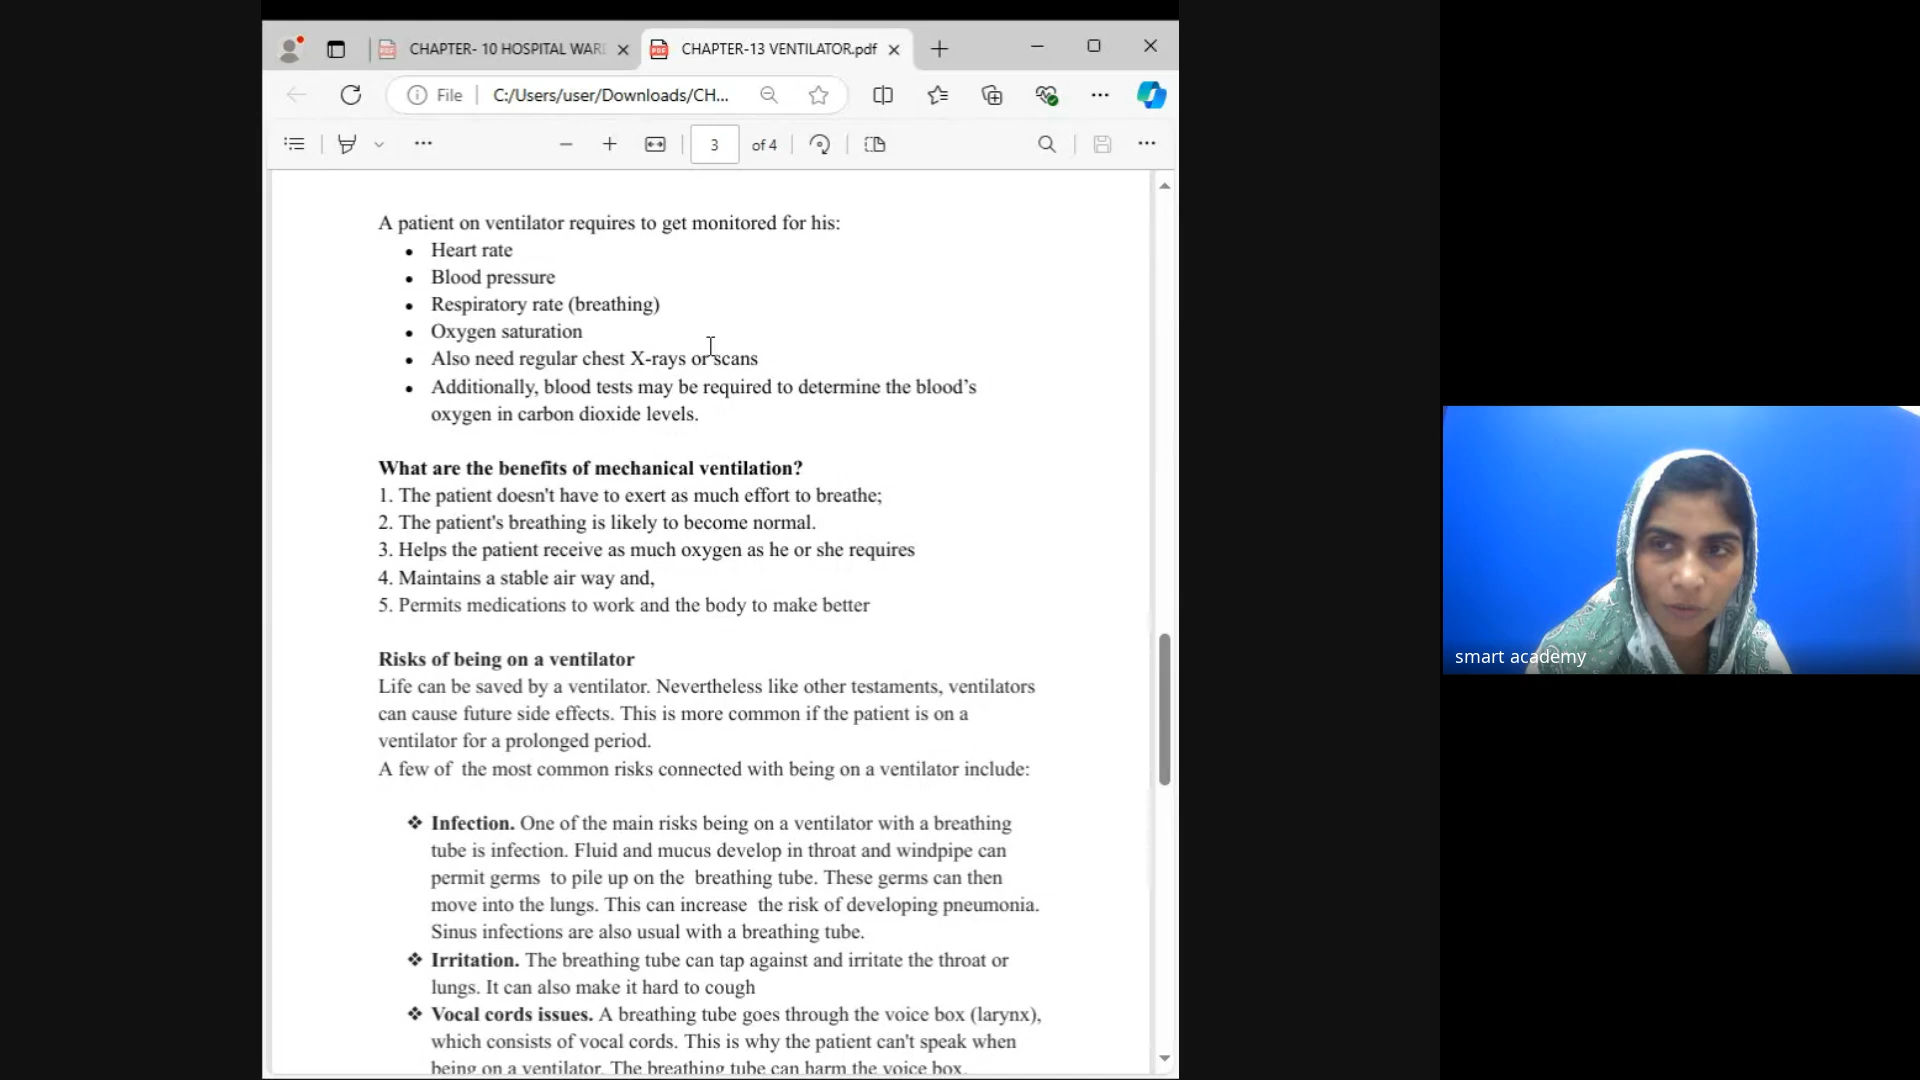 CHAPTER- 10 HOSPITAL WAR
CHAPTER-13 VENTILATOR.pdf
File
C:/Users/user/Downloads/CH...
3
of 4
A patient on ventilator requires to get monitored for his:
• Heart rate
• Blood pressure
• Respiratory rate (breathing)
• Oxygen saturation
• Also need regular chest X-rays or scans
• Additionally, blood tests may be required to determine the blood’s
oxygen in carbon dioxide levels.
What are the benefits of mechanical ventilation?
1. The patient doesn't have to exert as much effort to breathe;
2. The patient's breathing is likely to become normal.
3. Helps the patient receive as much oxygen as he or she requires
4. Maintains a stable air way and,
5. Permits medications to work and the body to make better
Risks of being on a ventilator
Life can be saved by a ventilator. Nevertheless like other testaments, ventilators
can cause future side effects. This is more common if the patient is on a
ventilator for a prolonged period.
A few of the most common risks connected with being on a ventilator include:
❖ Infection. One of the main risks being on a ventilator with a breathing
tube is infection. Fluid and mucus develop in throat and windpipe can
permit germs to pile up on the breathing tube. These germs can then
move into the lungs. This can increase the risk of developing pneumonia.
Sinus infections are also usual with a breathing tube.
❖ Irritation. The breathing tube can tap against and irritate the throat or
lungs. It can also make it hard to cough
❖ Vocal cords issues. A breathing tube goes through the voice box (larynx),
which consists of vocal cords. This is why the patient can't speak when
being on a ventilator. The breathing tube can harm the voice box.
smart academy